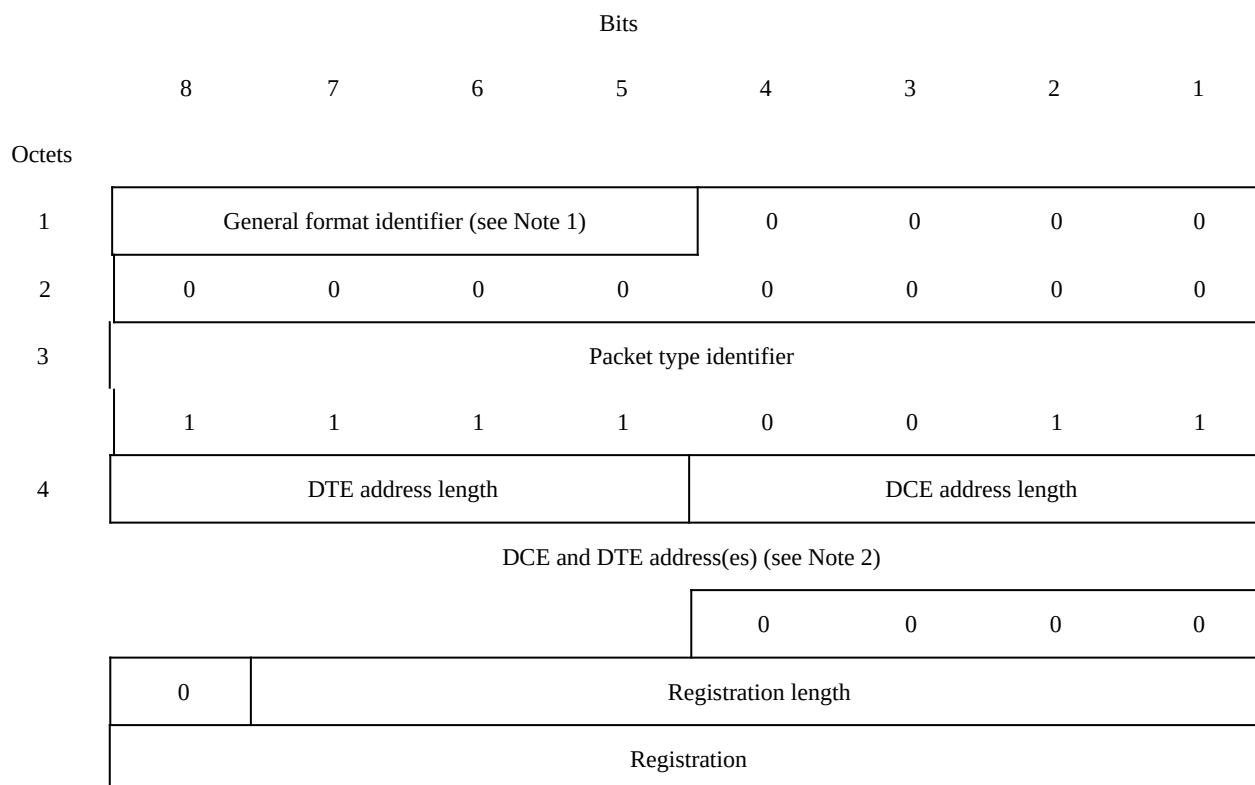 Bits
8 7 6 5 4 3 2 1
Octets
1 General format identifier (see Note 1) 0 0 0 0
2 0 0 0 0 0 0 0 0
3 Packet type identifier
1 1 1 1 0 0 1 1
4 DTE address length DCE address length
DCE and DTE address(es) (see Note 2)
0 0 0 0
0 Registration length
Registration